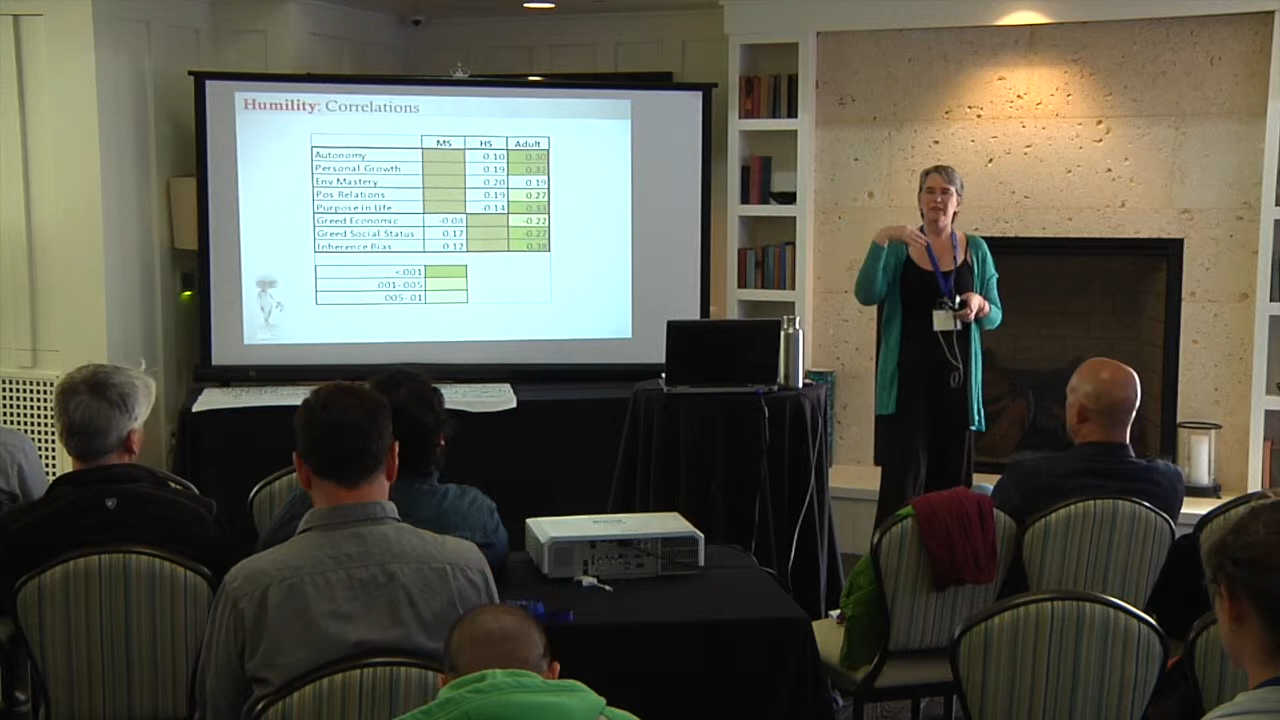 Humility: Correlations
MS HS Adult
Autonomy 0.10 0.30
Personal Growth 0.19 0.32
Env Mastery 0.20 0.19
Pos Relations 0.19 0.27
Purpose in Life -0.14 0.33
Greed Economic -0.08 -0.22
Greed Social Status 0.17 -0.27
Inherence Bias 0.12 0.38
<.001
001-.005
005-.01